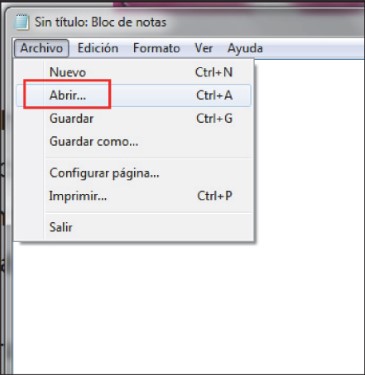 Sin título: Bloc de notas
Archivo Edición Formato Ver Ayuda
Nuevo Ctrl+N
Abrir... Ctrl+A
Guardar Ctrl+G
Guardar como...
Configurar página...
Imprimir... Ctrl+P
Salir